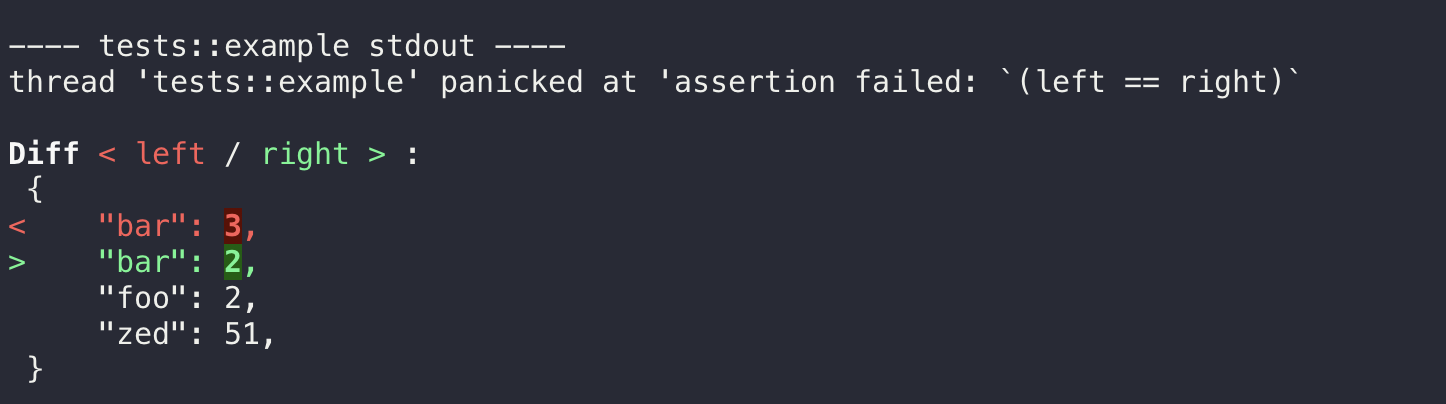 ---- tests::example stdout ----
thread 'tests::example' panicked at 'assertion failed: `(left == right)`
Diff < left / right > :
 {
<    "bar": 3,
>    "bar": 2,
     "foo": 2,
     "zed": 51,
 }